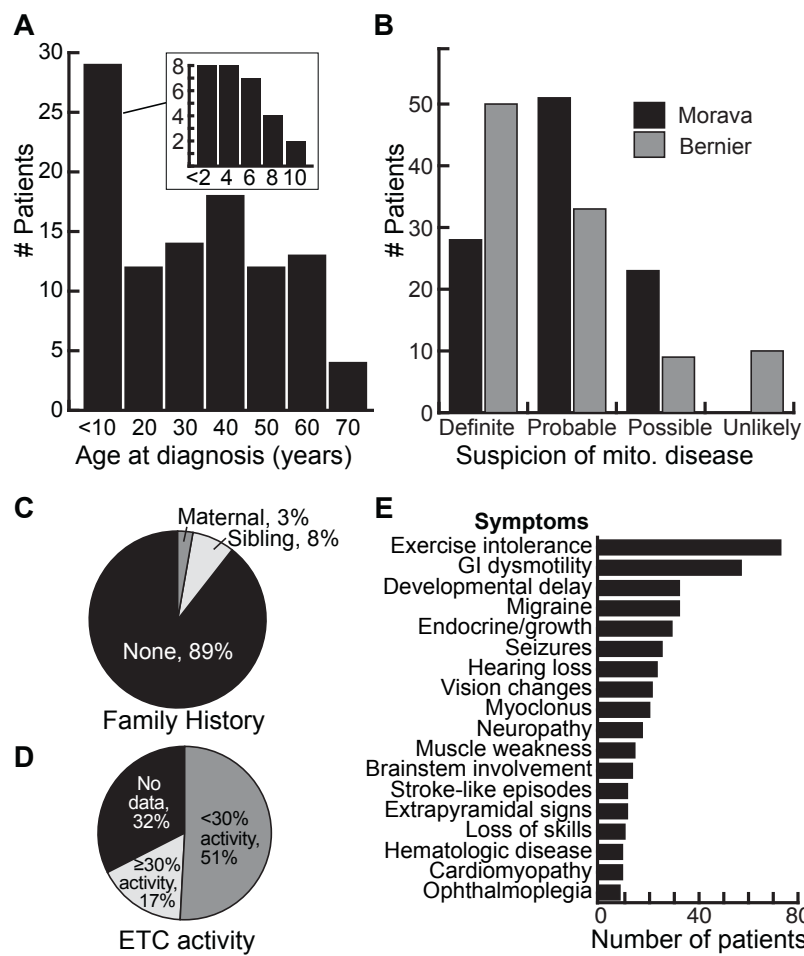 A
# Patients
30
25
20
15
10
5
0
<10 20 30 40 50 60 70
Age at diagnosis (years)
8
6
4
2
<2 4 6 8 10
B
# Patients
50
40
30
20
10
0
Morava
Bernier
Definite Probable Possible Unlikely
Suspicion of mito. disease
C
Maternal, 3%
Sibling, 8%
None, 89%
Family History
D
No
data,
32%
<30%
activity,
51%
≥30%
activity,
17%
ETC activity
E
Symptoms
Exercise intolerance
GI dysmotility
Developmental delay
Migraine
Endocrine/growth
Seizures
Hearing loss
Vision changes
Myoclonus
Neuropathy
Muscle weakness
Brainstem involvement
Stroke-like episodes
Extrapyramidal signs
Loss of skills
Hematologic disease
Cardiomyopathy
Ophthalmoplegia
0 40 80
Number of patients